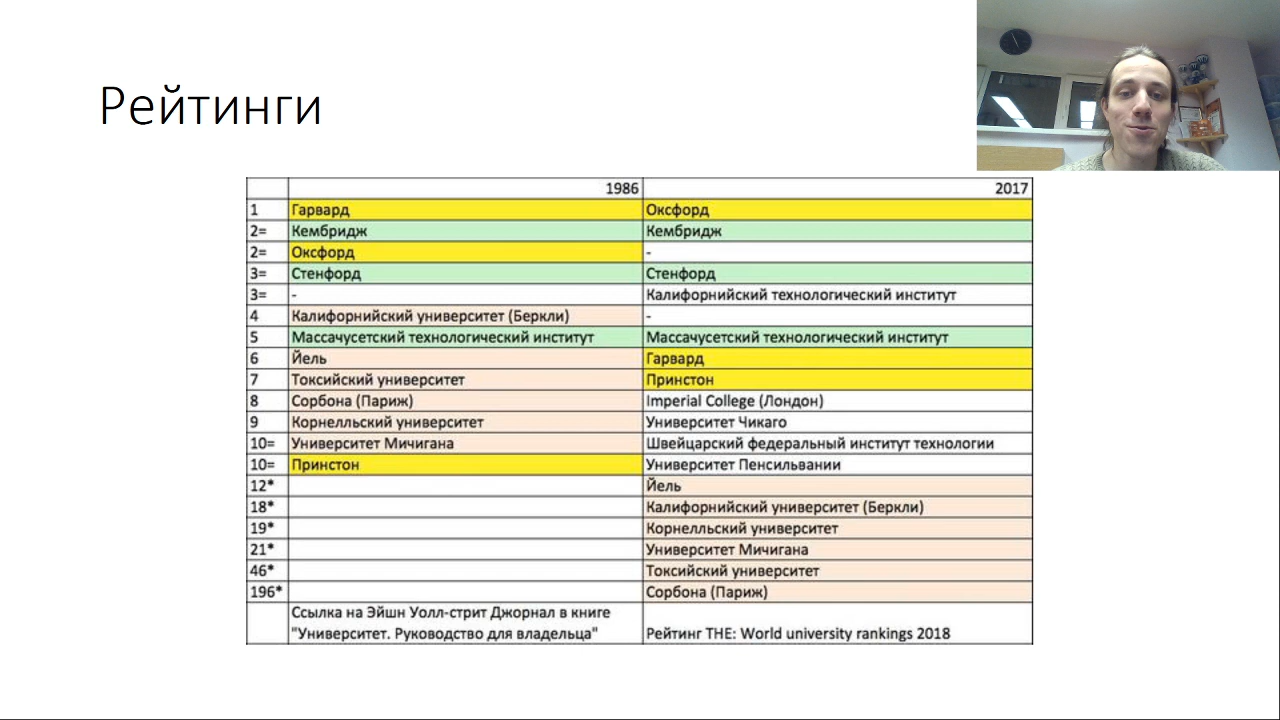 Рейтинги
1986 2017
1 Гарвард Оксфорд
2= Кембридж Кембридж
2= Оксфорд -
3= Стенфорд Стенфорд
3= - Калифорнийский технологический институт
4 Калифорнийский университет (Беркли) -
5 Массачусетский технологический институт Массачусетский технологический институт
6 Йель Гарвард
7 Токсийский университет Принстон
8 Сорбона (Париж) Imperial College (Лондон)
9 Корнелльский университет Университет Чикаго
10= Университет Мичигана Швейцарский федеральный институт технологии
10= Принстон Университет Пенсильвании
12* Йель
18* Калифорнийский университет (Беркли)
19* Корнелльский университет
21* Университет Мичигана
46* Токсийский университет
196* Сорбона (Париж)
Ссылка на Эйшн Уолл-стрит Джорнал в книге
"Университет. Руководство для владельца" Рейтинг THE: World university rankings 2018